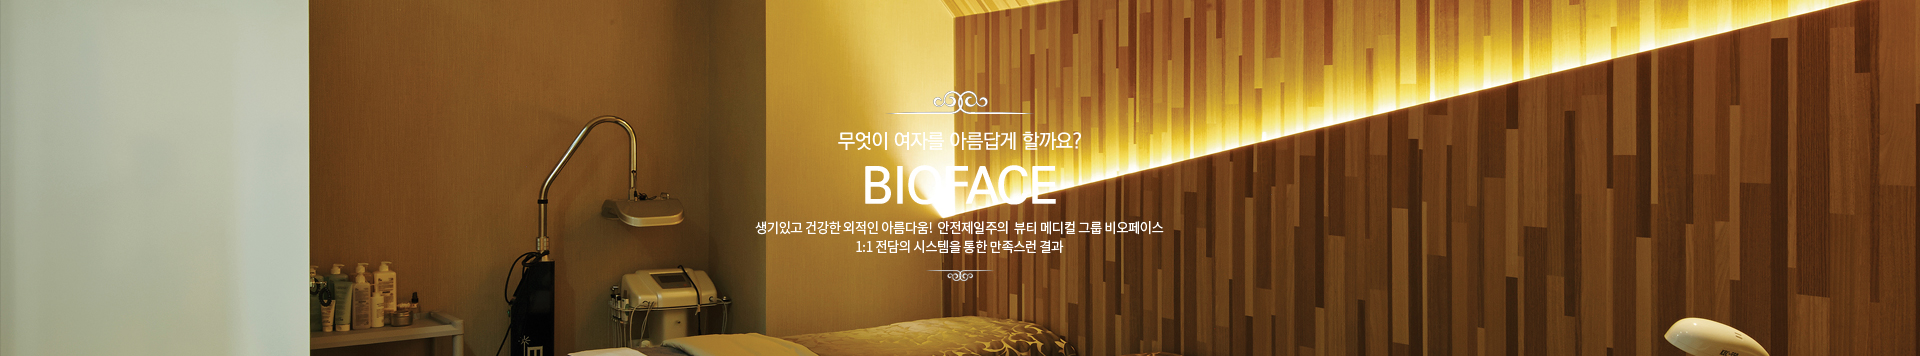 무엇이 여자를 아름답게 할까요?
BIOFACE
생기있고 건강한 외적인 아름다움! 안전제일주의 뷰티 메디컬 그룹 비오페이스
1:1 전담의 시스템을 통한 만족스런 결과